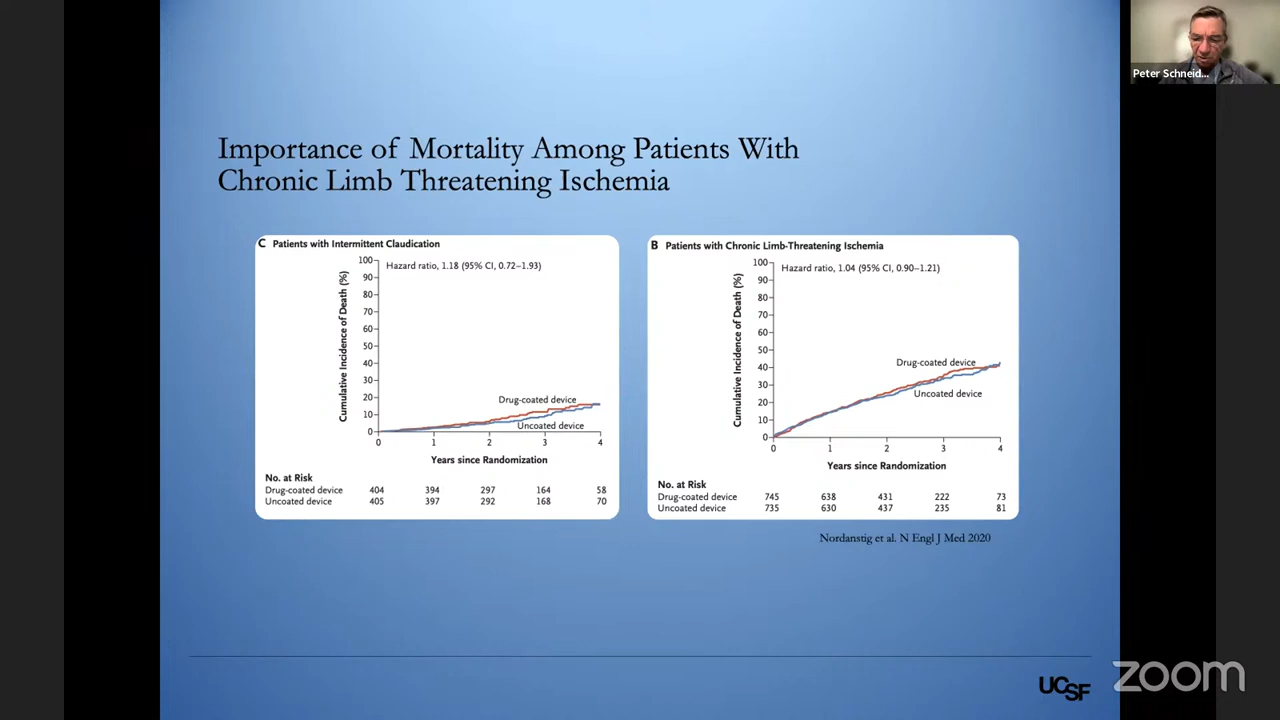 Peter Schneid...
Importance of Mortality Among Patients With
Chronic Limb Threatening Ischemia
C Patients with Intermittent Claudication
Hazard ratio, 1.18 (95% CI, 0.72–1.93)
Cumulative Incidence of Death (%)
100
90
80
70
60
50
40
30
20
10
0
Drug-coated device
Uncoated device
0 1 2 3 4
Years since Randomization
No. at Risk
Drug-coated device 404 394 297 164 58
Uncoated device 405 397 292 168 70
B Patients with Chronic Limb-Threatening Ischemia
Hazard ratio, 1.04 (95% CI, 0.90–1.21)
Cumulative Incidence of Death (%)
100
90
80
70
60
50
40
30
20
10
0
Drug-coated device
Uncoated device
0 1 2 3 4
Years since Randomization
No. at Risk
Drug-coated device 745 638 431 222 73
Uncoated device 735 630 437 235 81
Nordanstig et al. N Engl J Med 2020
UCSF
zoom